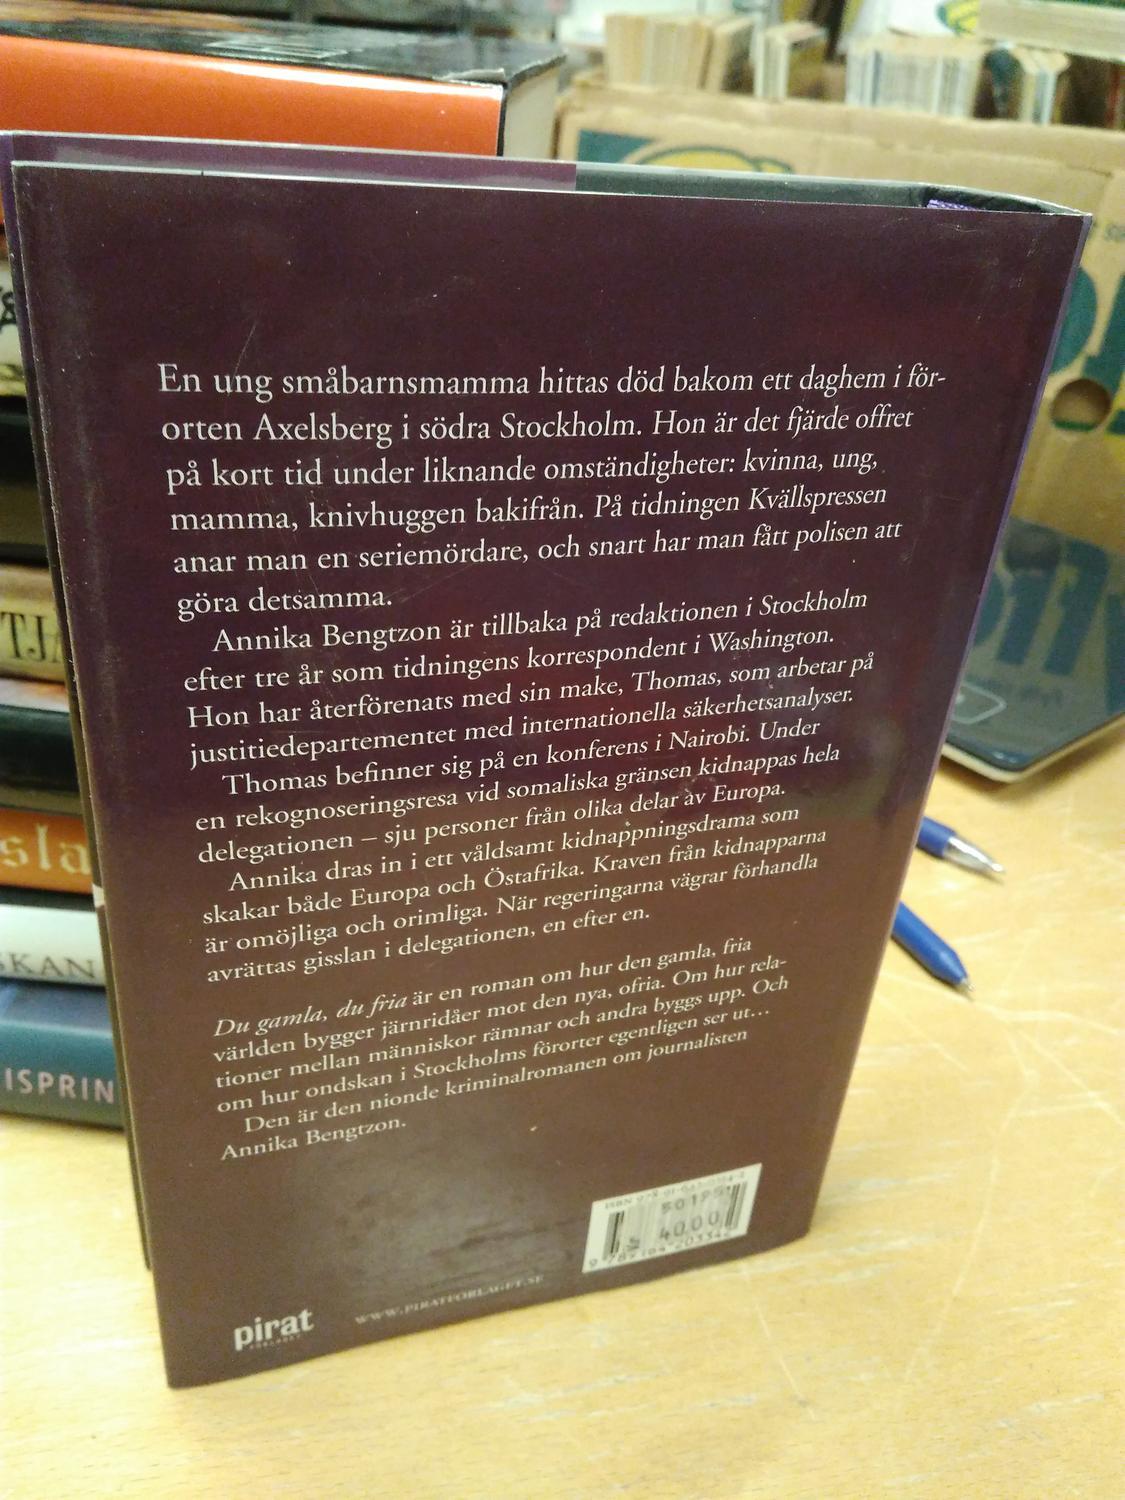 En ung småbarnsmamma hittas död bakom ett daghem i för-
orten Axelsberg i södra Stockholm. Hon är det fjärde offret
på kort tid under liknande omständigheter: kvinna, ung,
mamma, knivhuggen bakifrån. På tidningen Kvällspressen
anar man en seriemördare, och snart har man fått polisen att
göra detsamma.
Annika Bengtzon är tillbaka på redaktionen i Stockholm
efter tre år som tidningens korrespondent i Washington.
Hon har återförenats med sin make, Thomas, som arbetar på
justitiedepartementet med internationella säkerhetsanalyser.
Thomas befinner sig på en konferens i Nairobi. Under
en rekognoseringsresa vid somaliska gränsen kidnappas hela
delegationen – sju personer från olika delar av Europa.
Annika dras in i ett våldsamt kidnappningsdrama som
skakar både Europa och Östafrika. Kraven från kidnapparna
är omöjliga och orimliga. När regeringarna vägrar förhandla
avrättas gisslan i delegationen, en efter en.
Du gamla, du fria är en roman om hur den gamla, fria
världen bygger järnridåer mot den nya, ofria. Om hur rela-
tioner mellan människor rämnar och andra byggs upp. Och
om hur ondskan i Stockholms förorter egentligen ser ut...
Den är den nionde kriminalromanen om journalisten
Annika Bengtzon.
ISBN
40.00
pirat
FÖRLAGET
WWW.PIRATFORLAGET.SE
TJ
sla
SKAN
ISPRIN